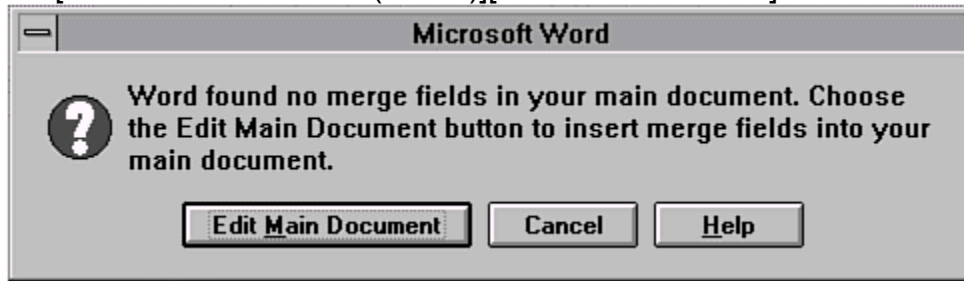 Microsoft Word
Word found no merge fields in your main document. Choose
the Edit Main Document button to insert merge fields into your
main document.
Edit Main Document Cancel Help